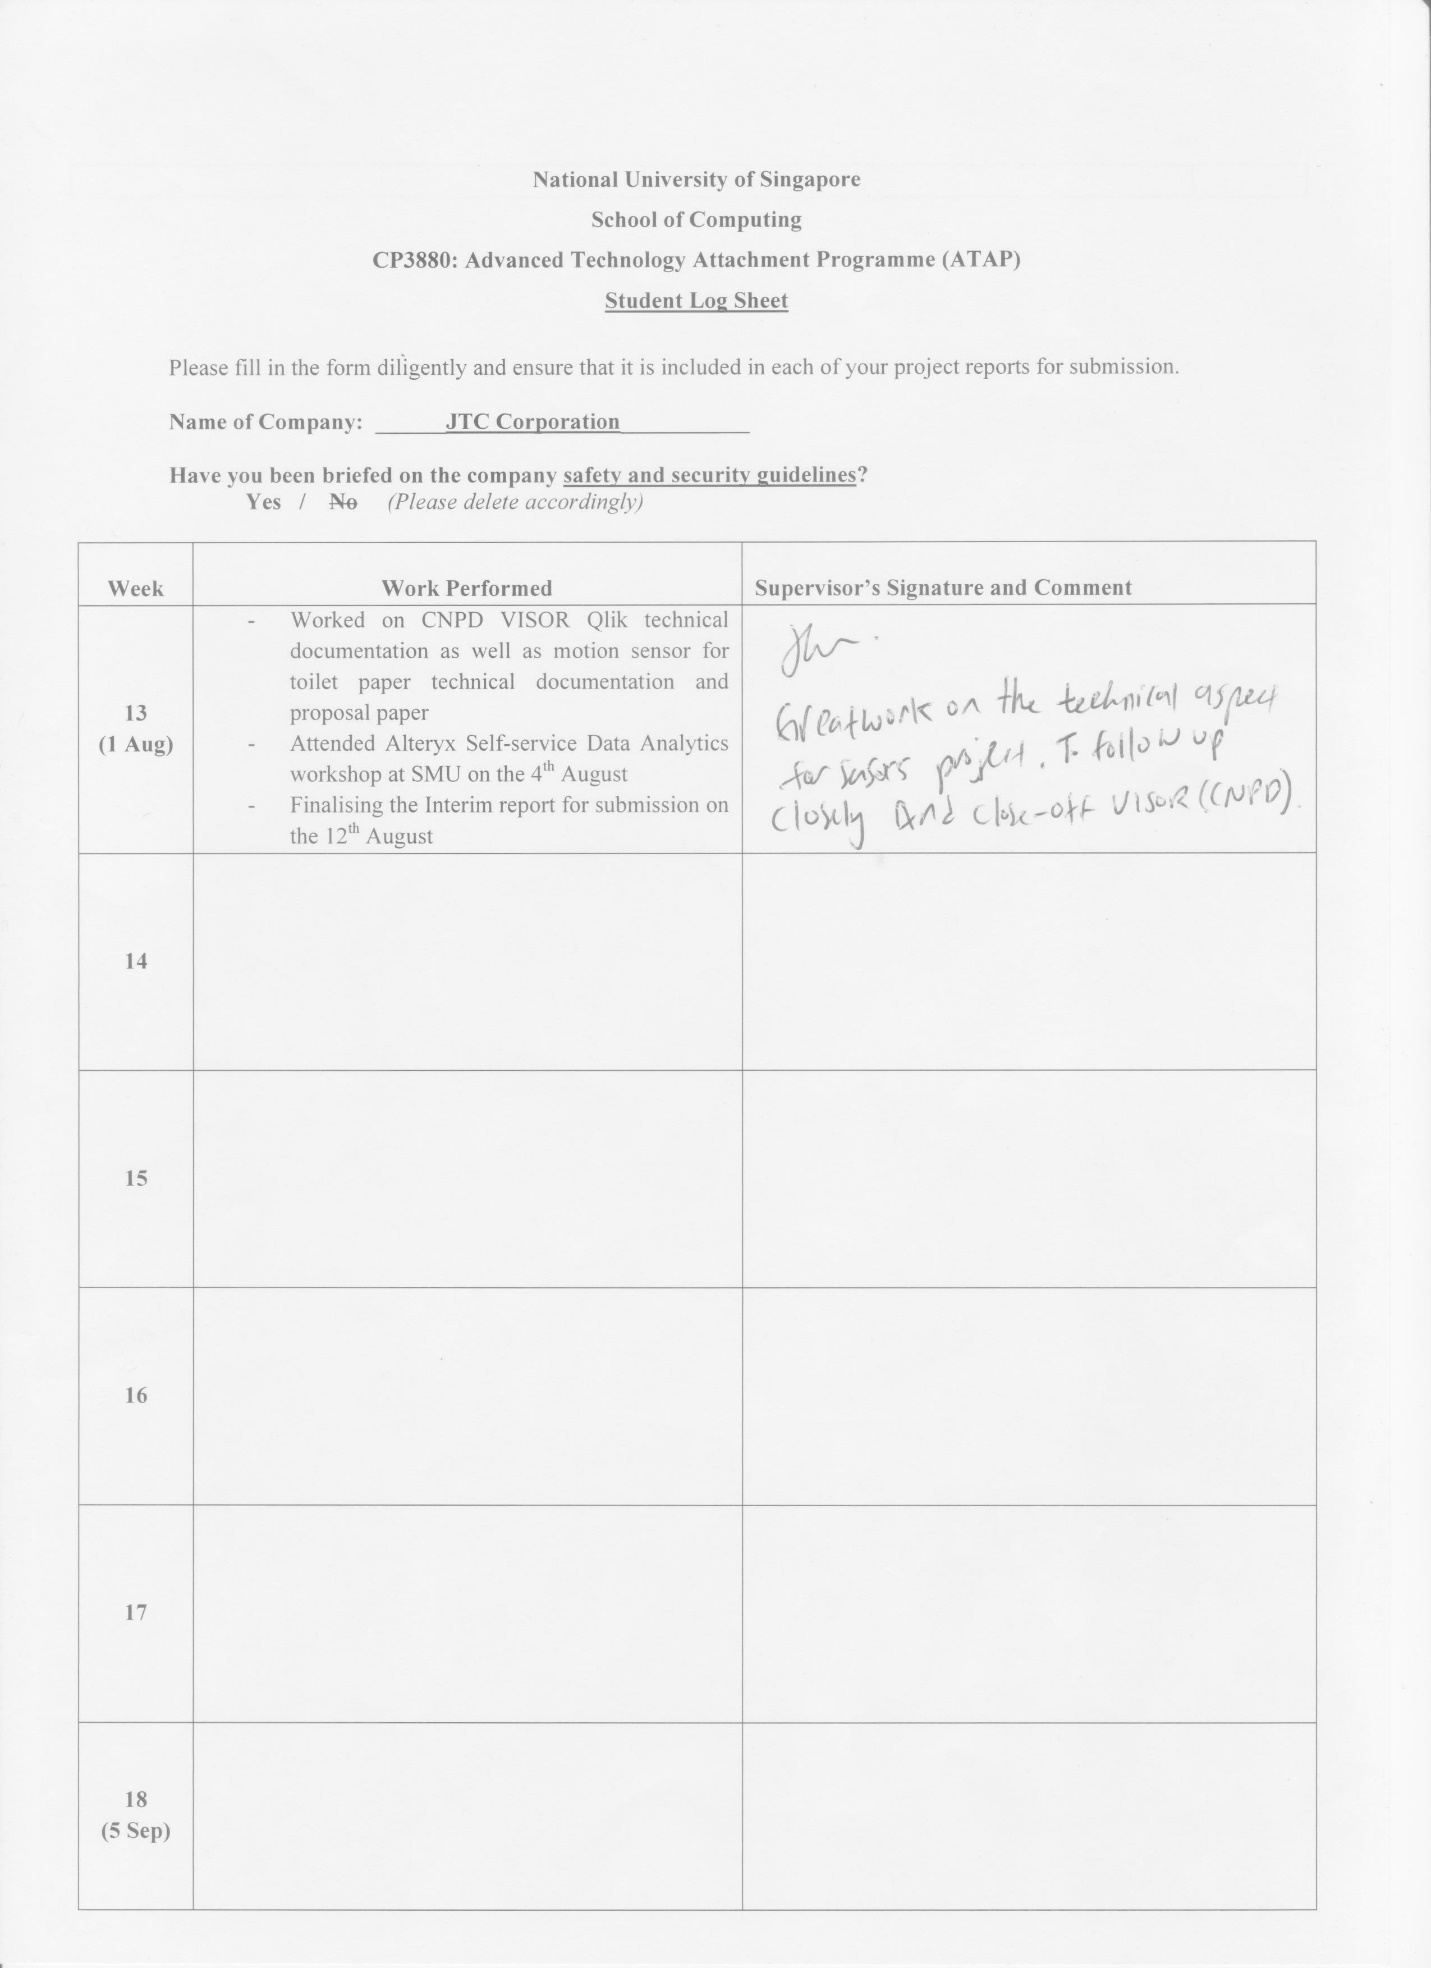 National University of Singapore
School of Computing
CP3880: Advanced Technology Attachment Programme (ATAP)
Student Log Sheet
Please fill in the form diligently and ensure that it is included in each of your project reports for submission.
Name of Company: JTC Corporation
Have you been briefed on the company safety and security guidelines?
Yes / No (Please delete accordingly)
Week Work Performed Supervisor's Signature and Comment
13
(1 Aug)
- Worked on CNPD VISOR Qlik technical
documentation as well as motion sensor for
toilet paper technical documentation and
proposal paper
- Attended Alteryx Self-service Data Analytics
workshop at SMU on the 4th August
- Finalising the Interim report for submission on
the 12th August
Great work on the technical aspect
for sensors project. To follow up
closely and close-off VISOR (CNPD).
14
15
16
17
18
(5 Sep)